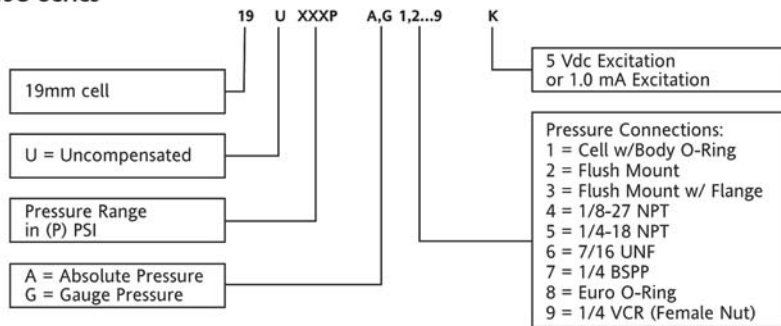 19 U XXXP A,G 1,2...9 K
19mm cell
U = Uncompensated
Pressure Range
in (P) PSI
A = Absolute Pressure
G = Gauge Pressure
5 Vdc Excitation
or 1.0 mA Excitation
Pressure Connections:
1 = Cell w/Body O-Ring
2 = Flush Mount
3 = Flush Mount w/ Flange
4 = 1/8-27 NPT
5 = 1/4-18 NPT
6 = 7/16 UNF
7 = 1/4 BSPP
8 = Euro O-Ring
9 = 1/4 VCR (Female Nut)